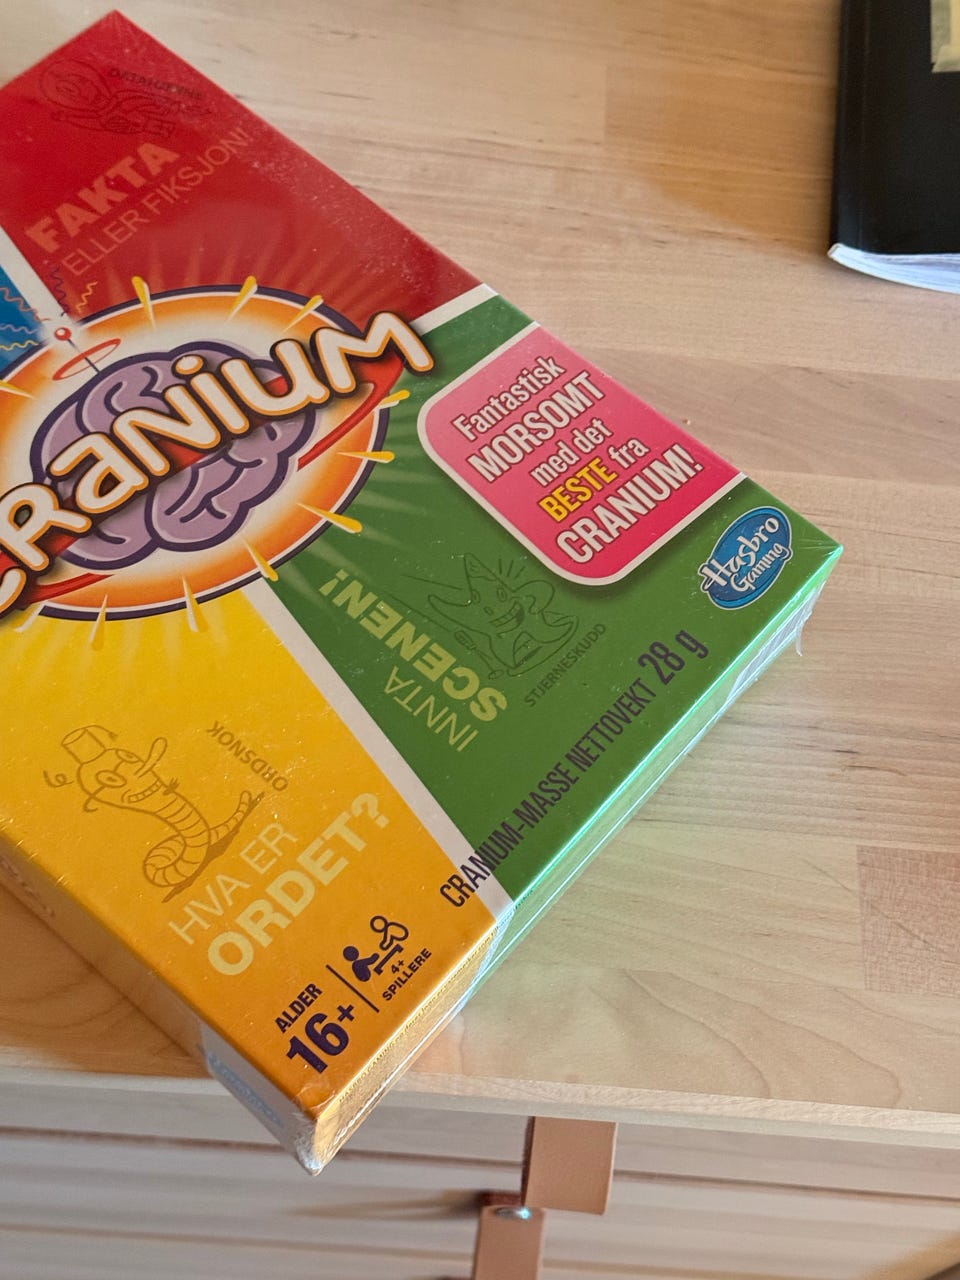 FAKTA
ELLER FIKSJON!
CRANIUM
Fantastisk
MORSOMT
med det
BESTE fra
CRANIUM!
Hasbro
Gaming
INNTA
SCENEN!
STJERNESKUDD
CRANIUM-MASSE NETTOVEKT 28 g
ORDSNOK
HVA ER
ORDET?
ALDER
16+
4+
SPILLERE